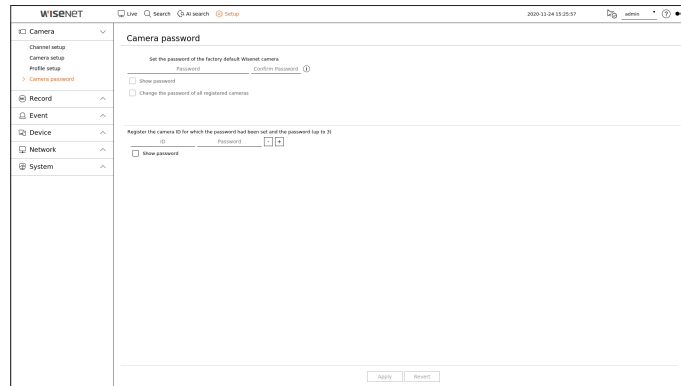 WISENET
Live Search AI search Setup
2020-11-24 15:25:57
admin
Camera
Channel setup
Camera setup
Profile setup
> Camera password
Record
Event
Device
Network
System
Camera password
Set the password of the factory default Wisenet camera
Password Confirm Password
Show password
Change the password of all registered cameras
Register the camera ID for which the password had been set and the password (up to 3)
ID Password - +
Show password
Apply Revert